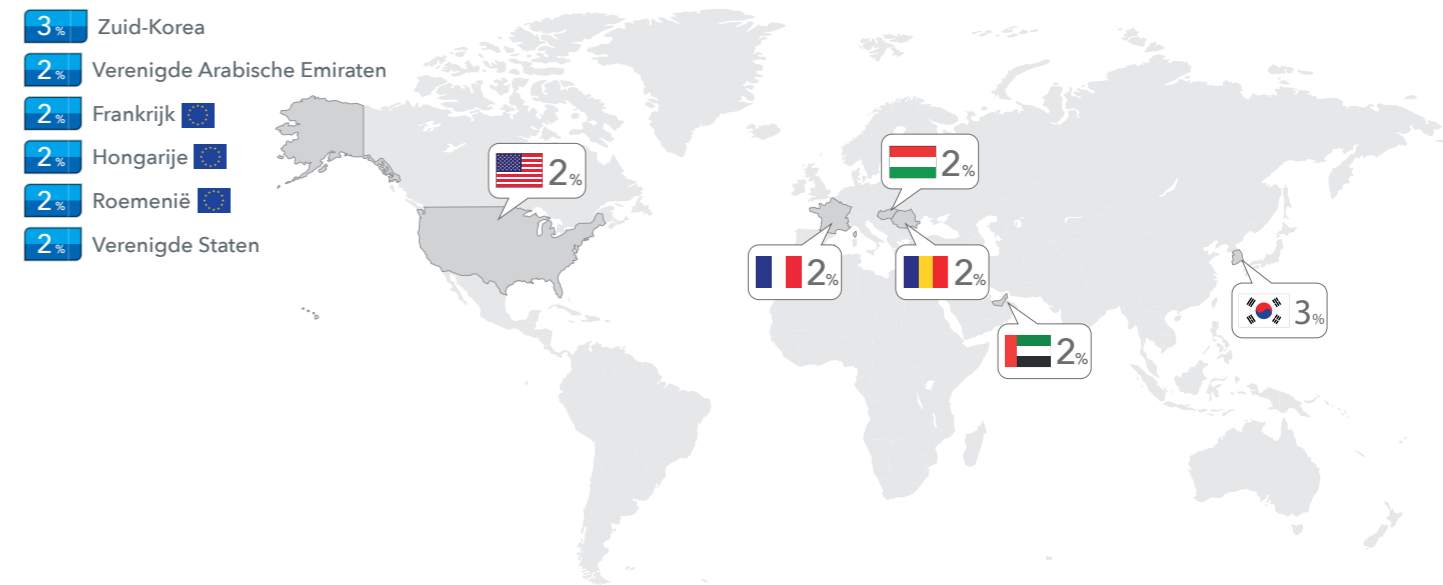 3% Zuid-Korea
2% Verenigde Arabische Emiraten
2% Frankrijk
2% Hongarije
2% Roemenië
2% Verenigde Staten
2%
2%
2%
2%
3%
2%